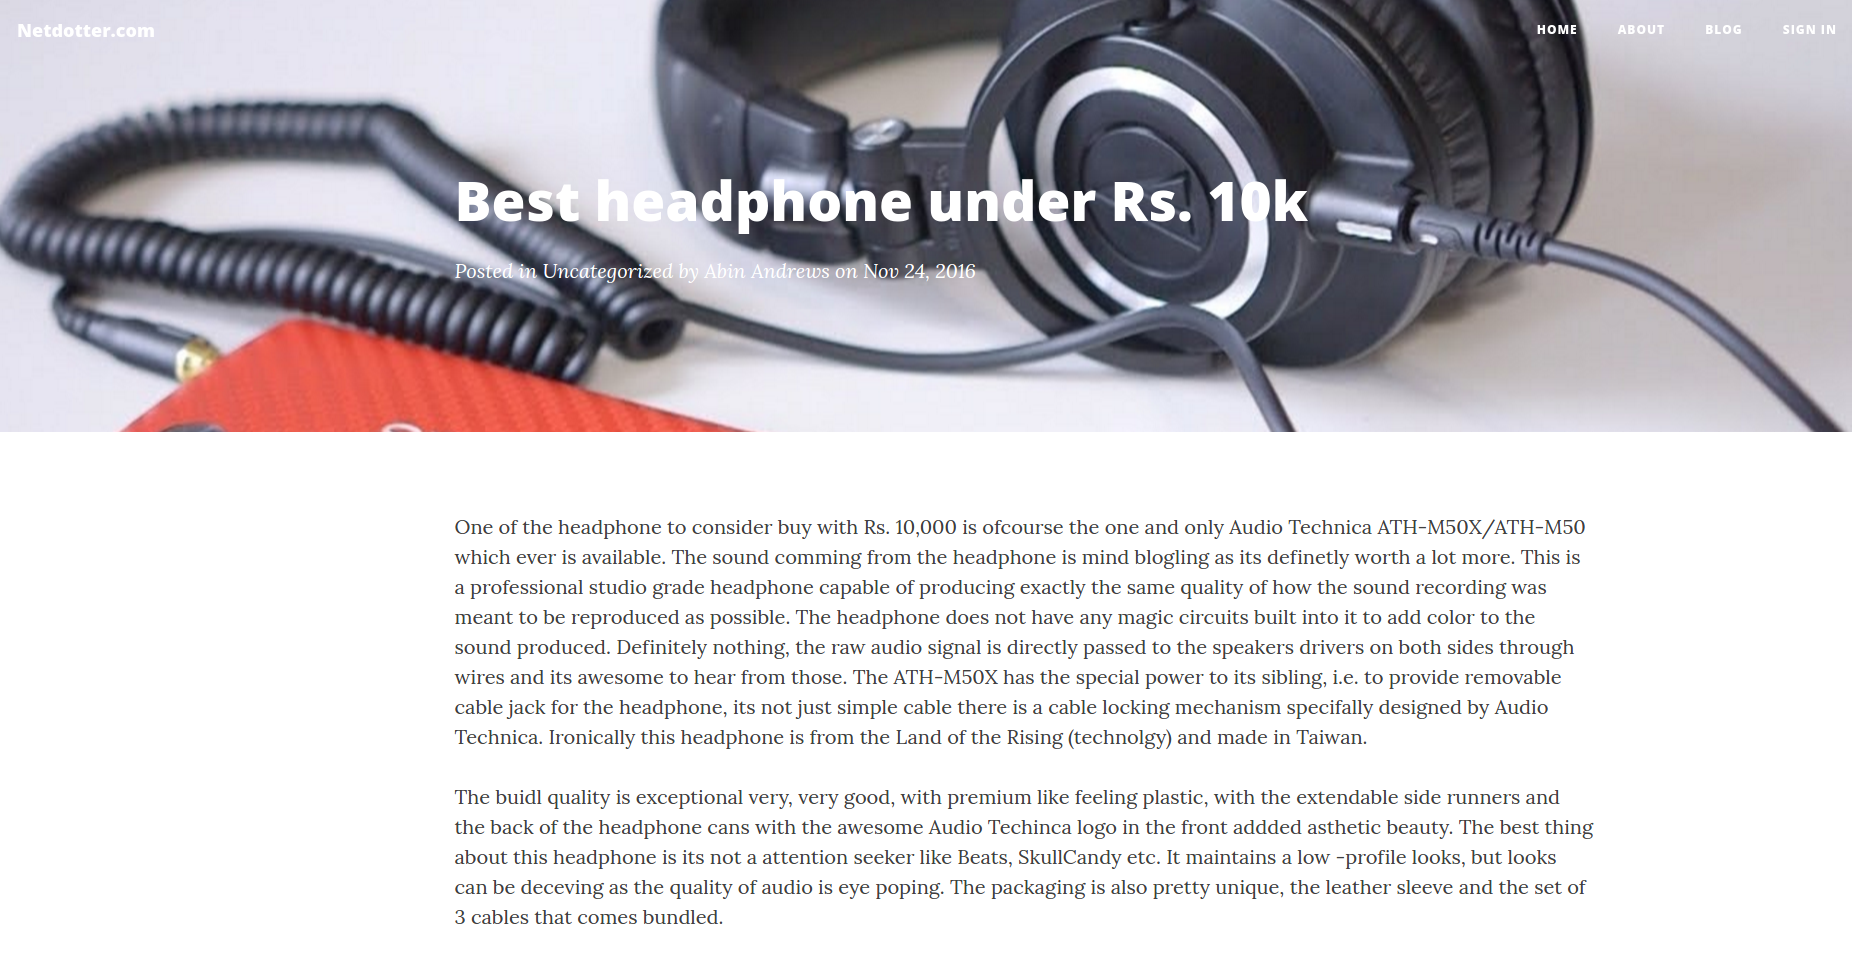 Netdotter.com
HOME ABOUT BLOG SIGN IN
Best headphone under Rs. 10k
Posted in Uncategorized by Abin Andrews on Nov 24, 2016
One of the headphone to consider buy with Rs. 10,000 is ofcourse the one and only Audio Technica ATH-M50X/ATH-M50
which ever is available. The sound comming from the headphone is mind blogling as its definetly worth a lot more. This is
a professional studio grade headphone capable of producing exactly the same quality of how the sound recording was
meant to be reproduced as possible. The headphone does not have any magic circuits built into it to add color to the
sound produced. Definitely nothing, the raw audio signal is directly passed to the speakers drivers on both sides through
wires and its awesome to hear from those. The ATH-M50X has the special power to its sibling, i.e. to provide removable
cable jack for the headphone, its not just simple cable there is a cable locking mechanism specifally designed by Audio
Technica. Ironically this headphone is from the Land of the Rising (technolgy) and made in Taiwan.
The buidl quality is exceptional very, very good, with premium like feeling plastic, with the extendable side runners and
the back of the headphone cans with the awesome Audio Techinca logo in the front addded asthetic beauty. The best thing
about this headphone is its not a attention seeker like Beats, SkullCandy etc. It maintains a low -profile looks, but looks
can be deceving as the quality of audio is eye poping. The packaging is also pretty unique, the leather sleeve and the set of
3 cables that comes bundled.